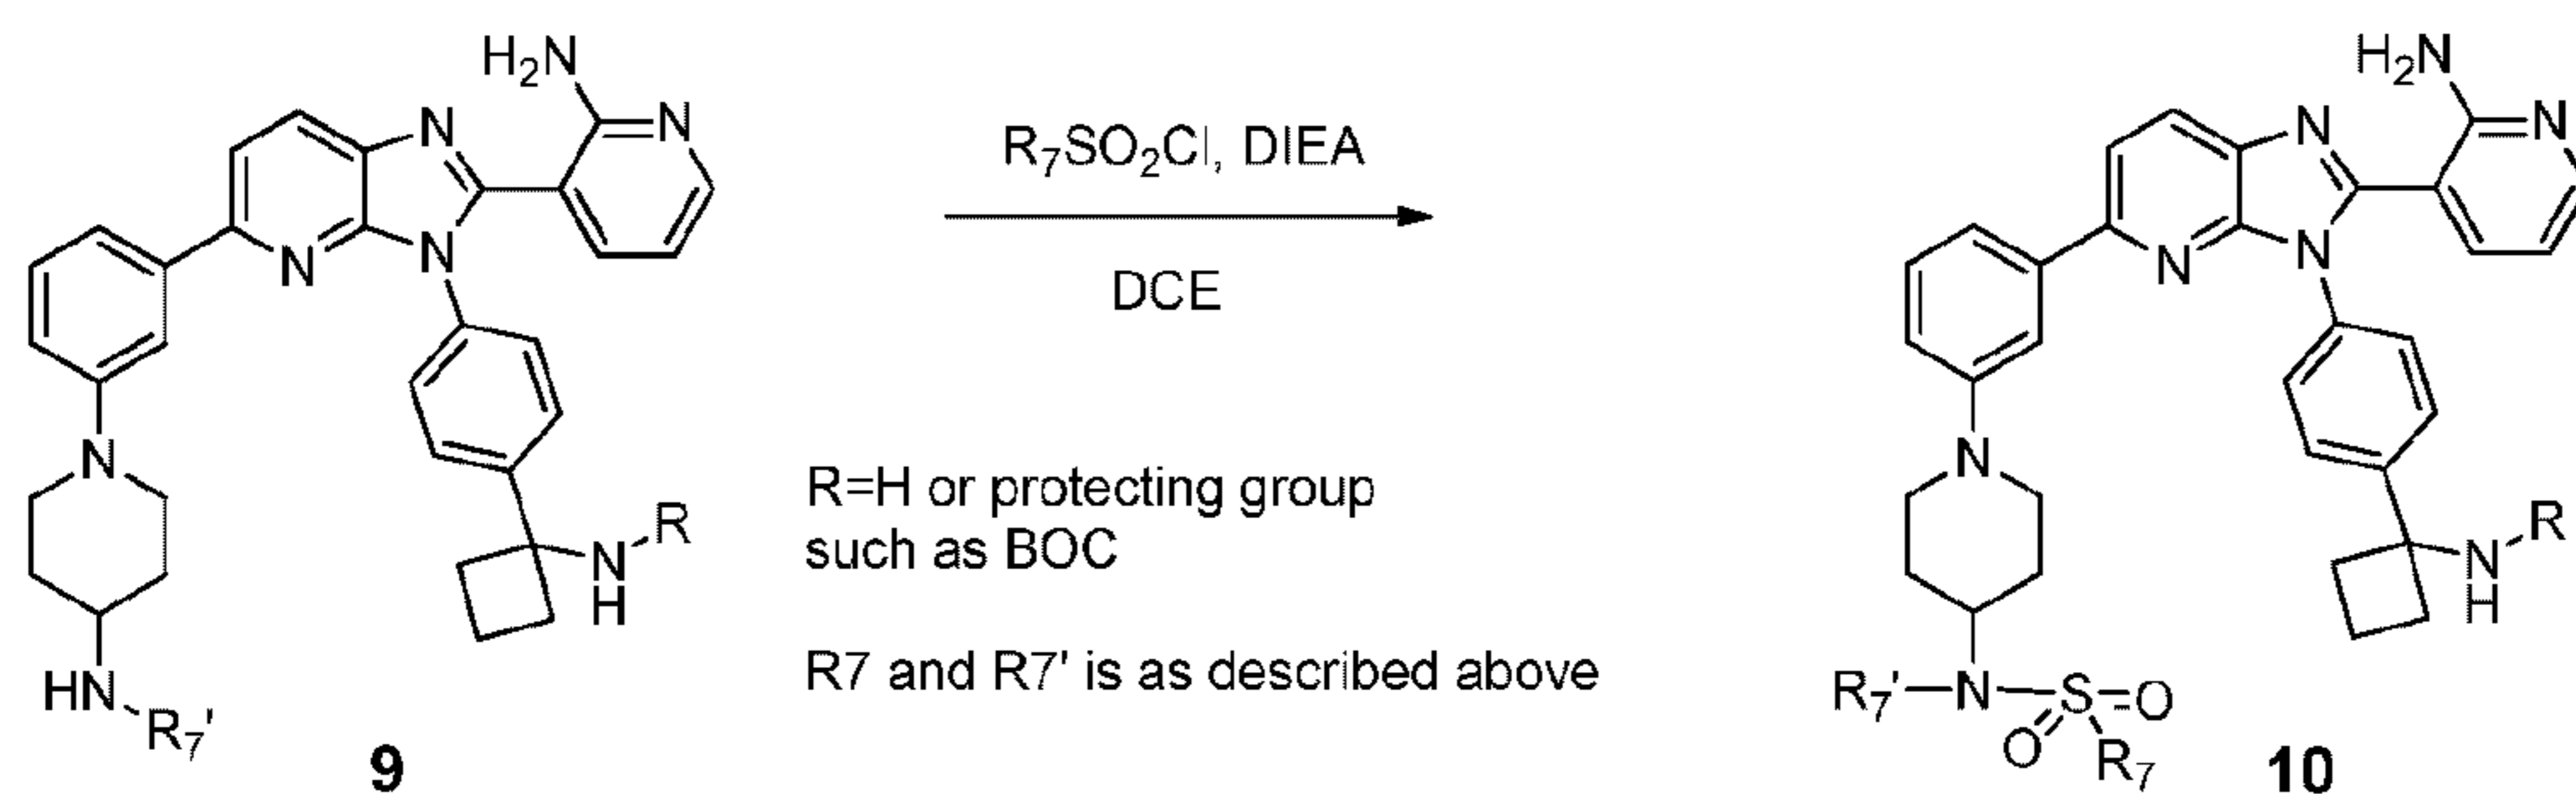 H₂N
N
N
N
N
N
HN
R₇'
N
H
R
9
R₇SO₂Cl, DIEA
DCE
R=H or protecting group
such as BOC
R7 and R7' is as described above
H₂N
N
N
N
N
N
R₇'
N
S
O
O
R₇
N
H
R
10